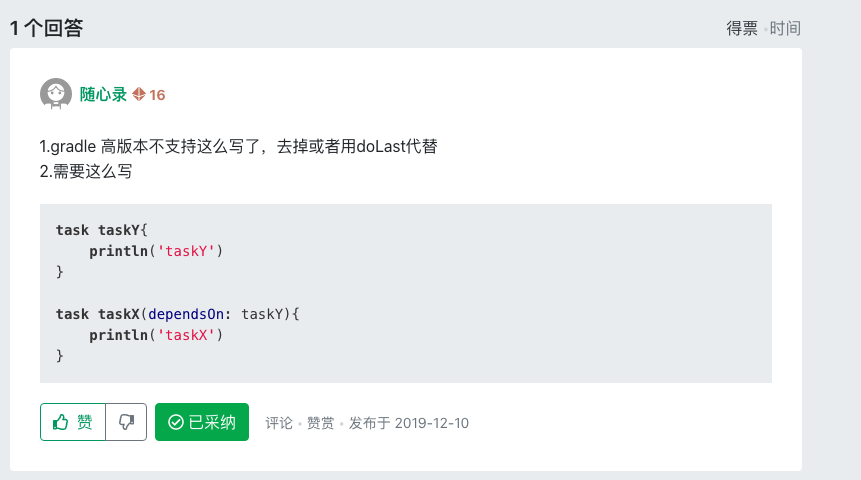 1 个回答
得票 · 时间
随心录 16
1.gradle 高版本不支持这么写了，去掉或者用doLast代替
2.需要这么写
task taskY{
    println('taskY')
}
task taskX(dependsOn: taskY){
    println('taskX')
}
赞 已采纳 评论 · 赞赏 · 发布于 2019-12-10